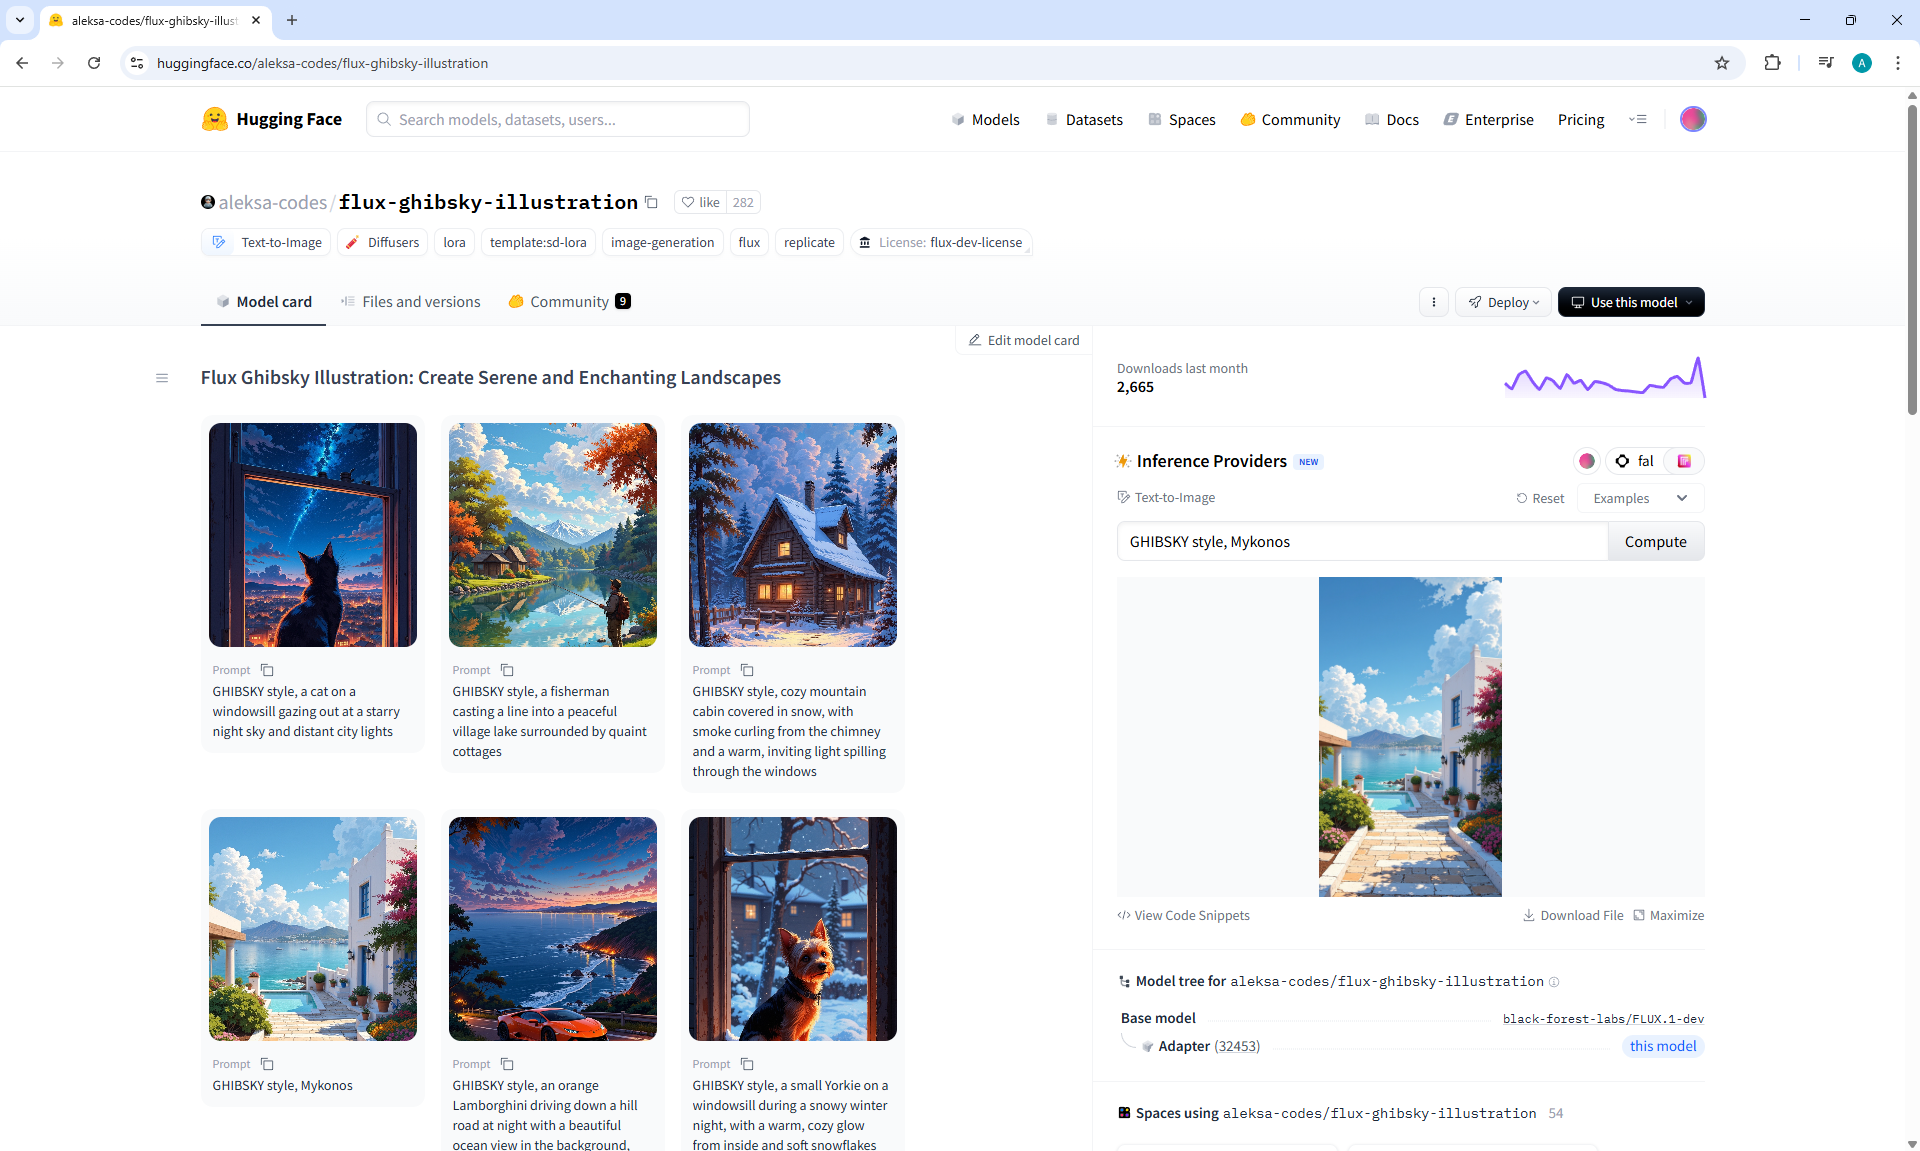 aleksa-codes/flux-ghibsky-illust
huggingface.co/aleksa-codes/flux-ghibsky-illustration
A
Hugging Face
Search models, datasets, users...
Models
Datasets
Spaces
Community
Docs
Enterprise
Pricing
aleksa-codes/flux-ghibsky-illustration
like 282
Text-to-Image
Diffusers
lora
template:sd-lora
image-generation
flux
replicate
License: flux-dev-license
Model card
Files and versions
Community 9
Deploy
Use this model
Edit model card
Flux Ghibsky Illustration: Create Serene and Enchanting Landscapes
Prompt
GHIBSKY style, a cat on a
windowsill gazing out at a starry
night sky and distant city lights
Prompt
GHIBSKY style, a fisherman
casting a line into a peaceful
village lake surrounded by quaint
cottages
Prompt
GHIBSKY style, cozy mountain
cabin covered in snow, with
smoke curling from the chimney
and a warm, inviting light spilling
through the windows
Prompt
GHIBSKY style, Mykonos
Prompt
GHIBSKY style, an orange
Lamborghini driving down a hill
road at night with a beautiful
ocean view in the background,
Prompt
GHIBSKY style, a small Yorkie on a
windowsill during a snowy winter
night, with a warm, cozy glow
from inside and soft snowflakes
Downloads last month
2,665
Inference Providers NEW
fal
Text-to-Image
Reset
Examples
GHIBSKY style, Mykonos
Compute
View Code Snippets
Download File
Maximize
Model tree for aleksa-codes/flux-ghibsky-illustration
Base model
black-forest-labs/FLUX.1-dev
Adapter (32453)
this model
Spaces using aleksa-codes/flux-ghibsky-illustration 54